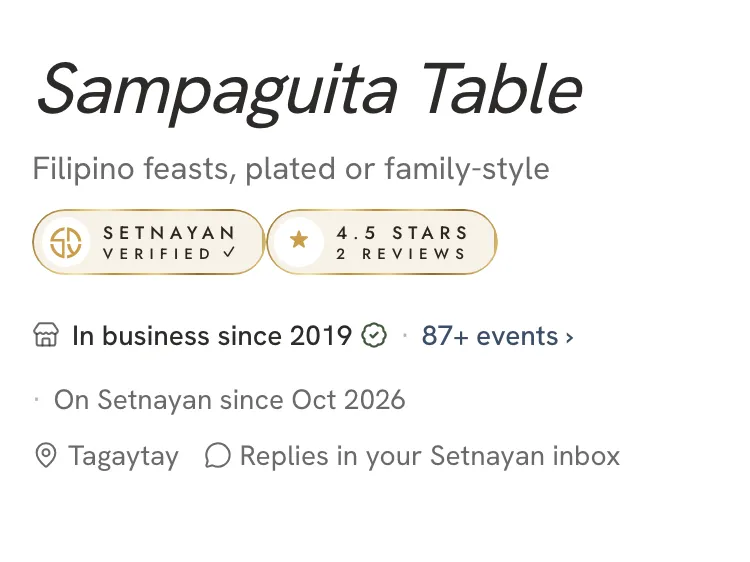 Sampaguita Table
Filipino feasts, plated or family-style
SETNAYAN
VERIFIED ✓
4.5 STARS
2 REVIEWS
In business since 2019 · 87+ events ›
· On Setnayan since Oct 2026
Tagaytay Replies in your Setnayan inbox